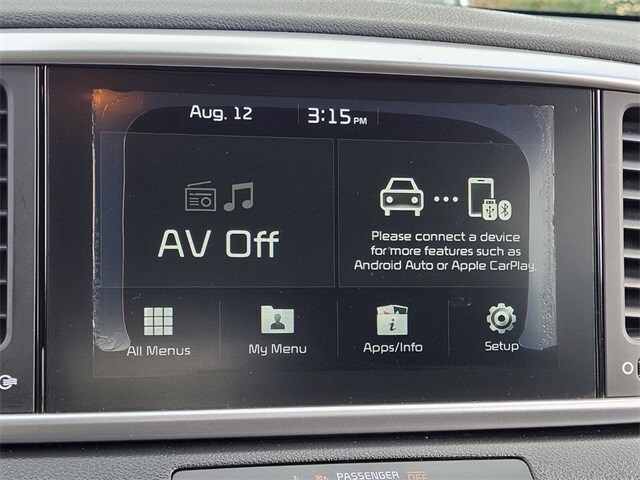 Aug. 12 3:15 PM
AV Off
Please connect a device
for more features such as
Android Auto or Apple CarPlay.
All Menus My Menu Apps/Info Setup
PASSENGER OFF